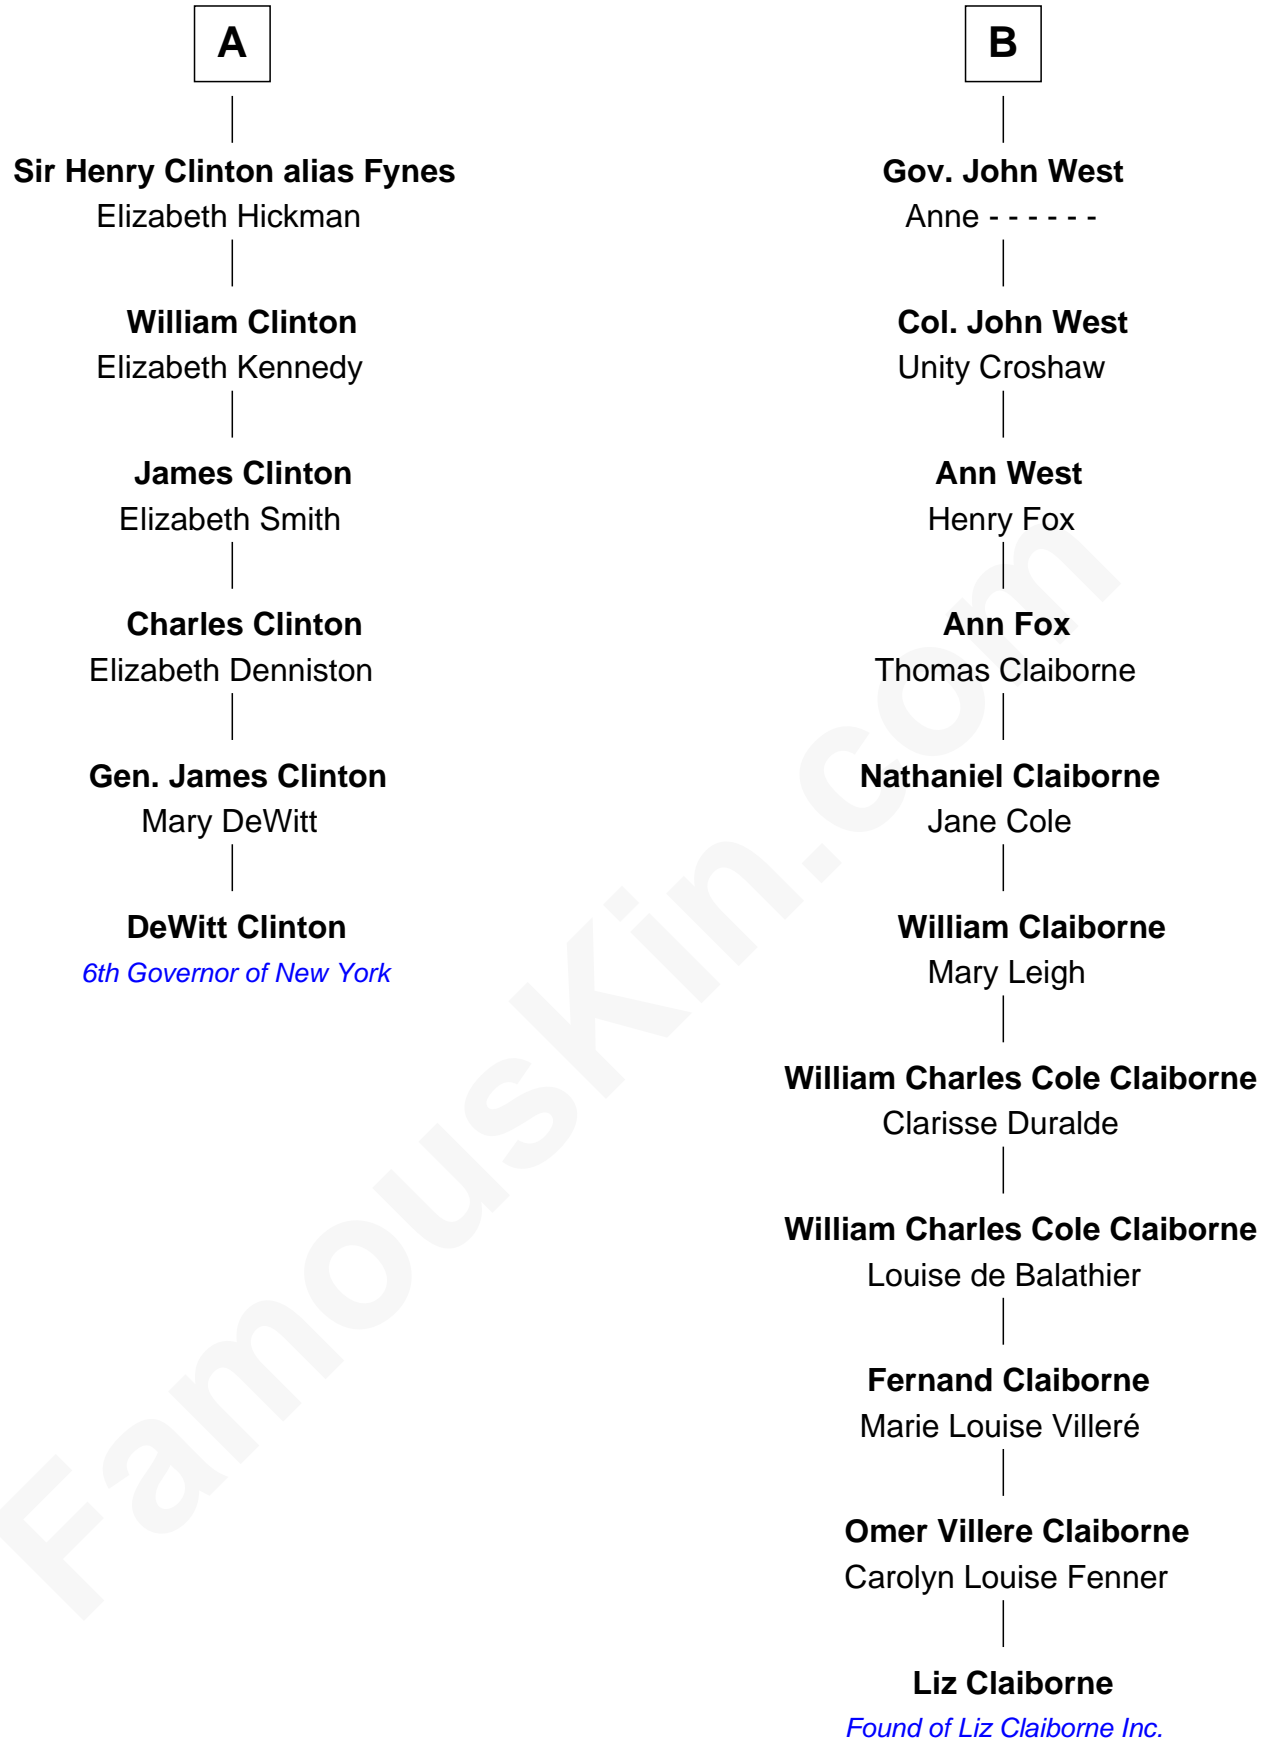 A
Sir Henry Clinton alias Fynes
Elizabeth Hickman
William Clinton
Elizabeth Kennedy
James Clinton
Elizabeth Smith
Charles Clinton
Elizabeth Denniston
Gen. James Clinton
Mary DeWitt
DeWitt Clinton
6th Governor of New York
B
Gov. John West
Anne - - - - - -
Col. John West
Unity Croshaw
Ann West
Henry Fox
Ann Fox
Thomas Claiborne
Nathaniel Claiborne
Jane Cole
William Claiborne
Mary Leigh
William Charles Cole Claiborne
Clarisse Duralde
William Charles Cole Claiborne
Louise de Balathier
Fernand Claiborne
Marie Louise Villeré
Omer Villere Claiborne
Carolyn Louise Fenner
Liz Claiborne
Found of Liz Claiborne Inc.
FamousKin.com